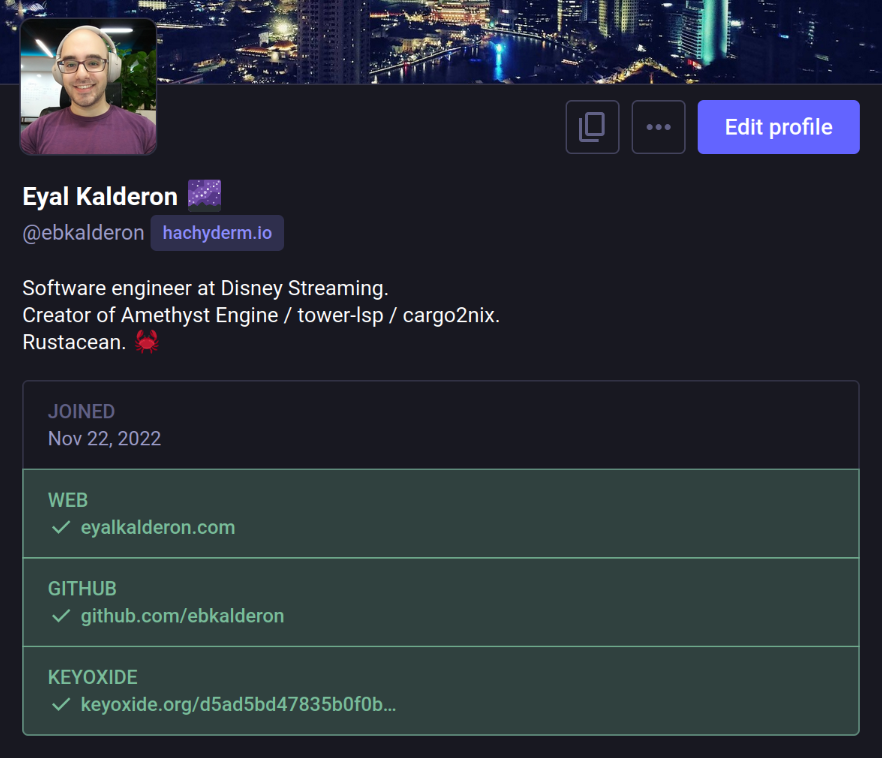 Edit profile
Eyal Kalderon
@ebkalderon hachyderm.io
Software engineer at Disney Streaming.
Creator of Amethyst Engine / tower-lsp / cargo2nix.
Rustacean. 🦀
JOINED
Nov 22, 2022
WEB
✓ eyalkalderon.com
GITHUB
✓ github.com/ebkalderon
KEYOXIDE
✓ keyoxide.org/d5ad5bd47835b0f0b…